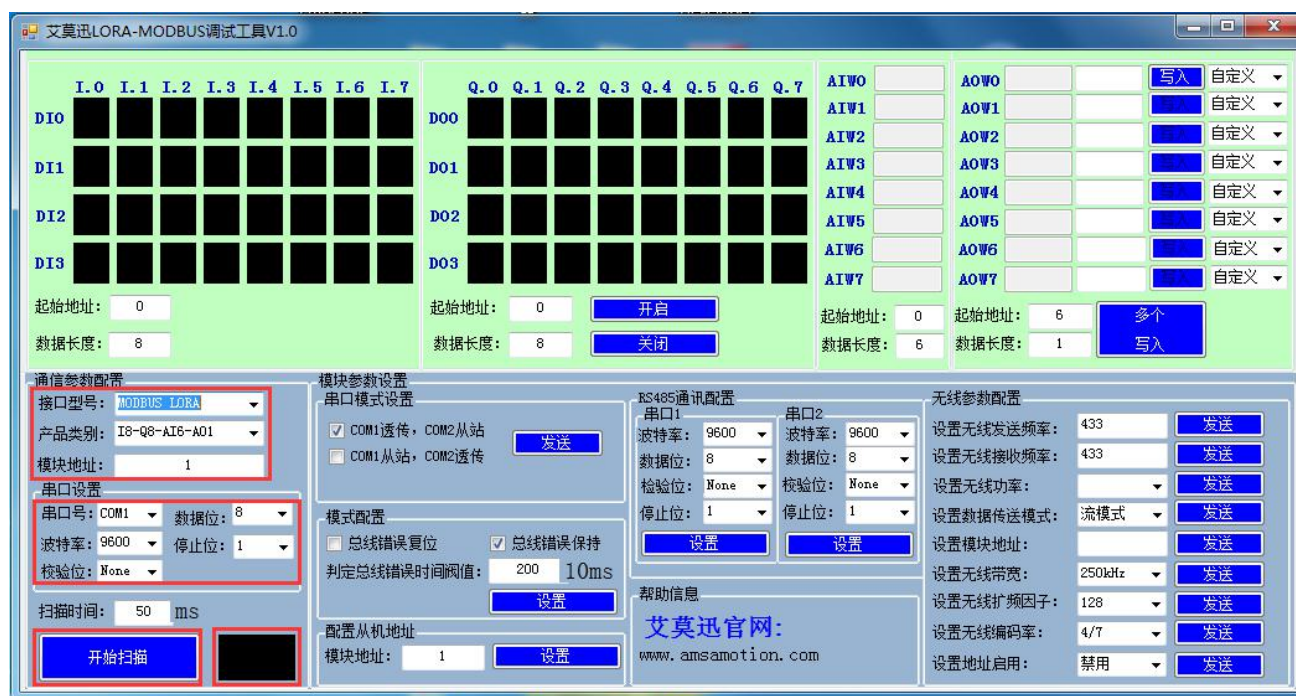 艾莫迅LORA-MODBUS调试工具V1.0
I.0 I.1 I.2 I.3 I.4 I.5 I.6 I.7
DI0
DI1
DI2
DI3
起始地址: 0
数据长度: 8
Q.0 Q.1 Q.2 Q.3 Q.4 Q.5 Q.6 Q.7
DO0
DO1
DO2
DO3
起始地址: 0 开启
数据长度: 8 关闭
AIW0
AIW1
AIW2
AIW3
AIW4
AIW5
AIW6
AIW7
起始地址: 0
数据长度: 6
AOW0 写入 自定义
AOW1 写入 自定义
AOW2 写入 自定义
AOW3 写入 自定义
AOW4 写入 自定义
AOW5 写入 自定义
AOW6 写入 自定义
AOW7 写入 自定义
起始地址: 6
数据长度: 1
多个
写入
通信参数配置
接口型号: MODBUS LORA
产品类别: I8-Q8-AI6-AO1
模块地址: 1
串口设置
串口号: COM1 数据位: 8
波特率: 9600 停止位: 1
校验位: None
扫描时间: 50 ms
开始扫描
模块参数设置
串口模式设置
COM1透传，COM2从站
COM1从站，COM2透传
发送
模式配置
总线错误复位 总线错误保持
判定总线错误时间阀值: 200 10ms
设置
配置从机地址
模块地址: 1 设置
RS485通讯配置
串口1
波特率: 9600
数据位: 8
检验位: None
停止位: 1
设置
串口2
波特率: 9600
数据位: 8
校验位: None
停止位: 1
设置
帮助信息
艾莫迅官网:
www.amsamotion.com
无线参数配置
设置无线发送频率: 433 发送
设置无线接收频率: 433 发送
设置无线功率: 发送
设置数据传送模式: 流模式 发送
设置模块地址: 发送
设置无线带宽: 250kHz 发送
设置无线扩频因子: 128 发送
设置无线编码率: 4/7 发送
设置地址启用: 禁用 发送